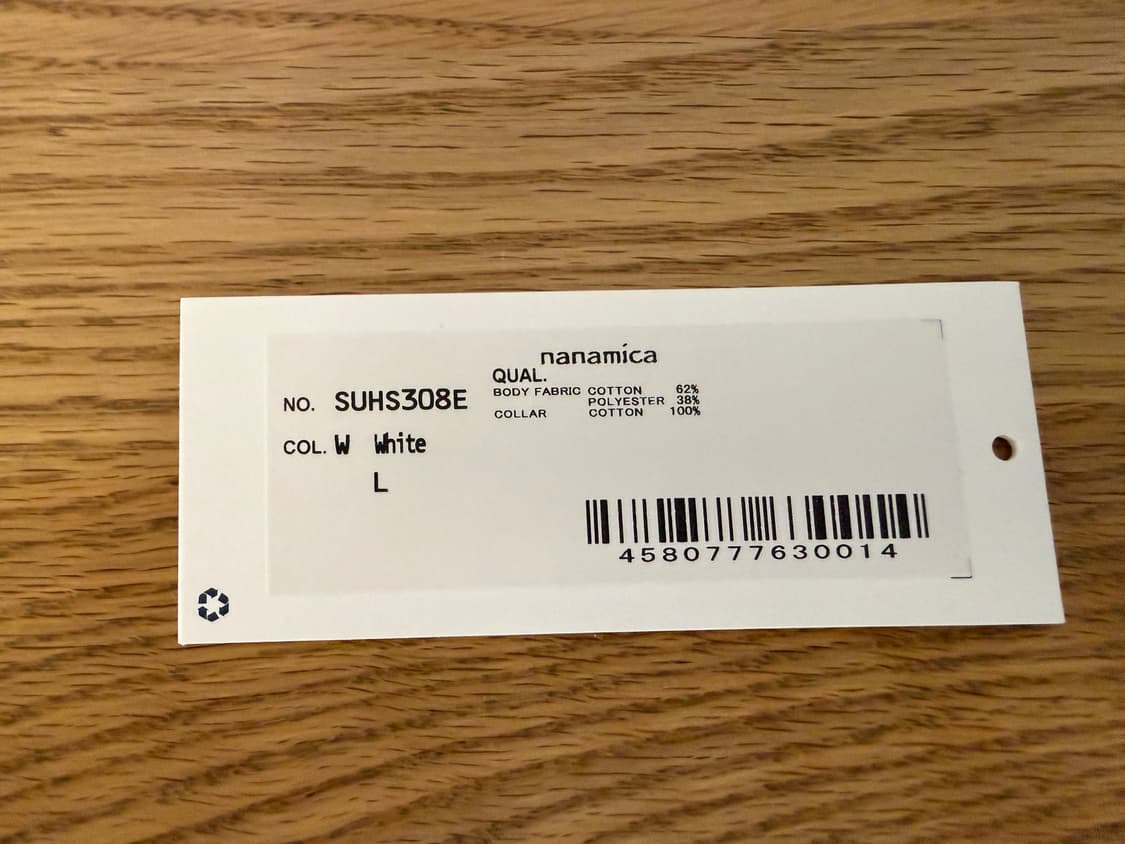 nanamica
QUAL.
BODY FABRIC COTTON 62%
POLYESTER 38%
COLLAR COTTON 100%
NO. SUHS308E
COL. W White
L
4580777630014